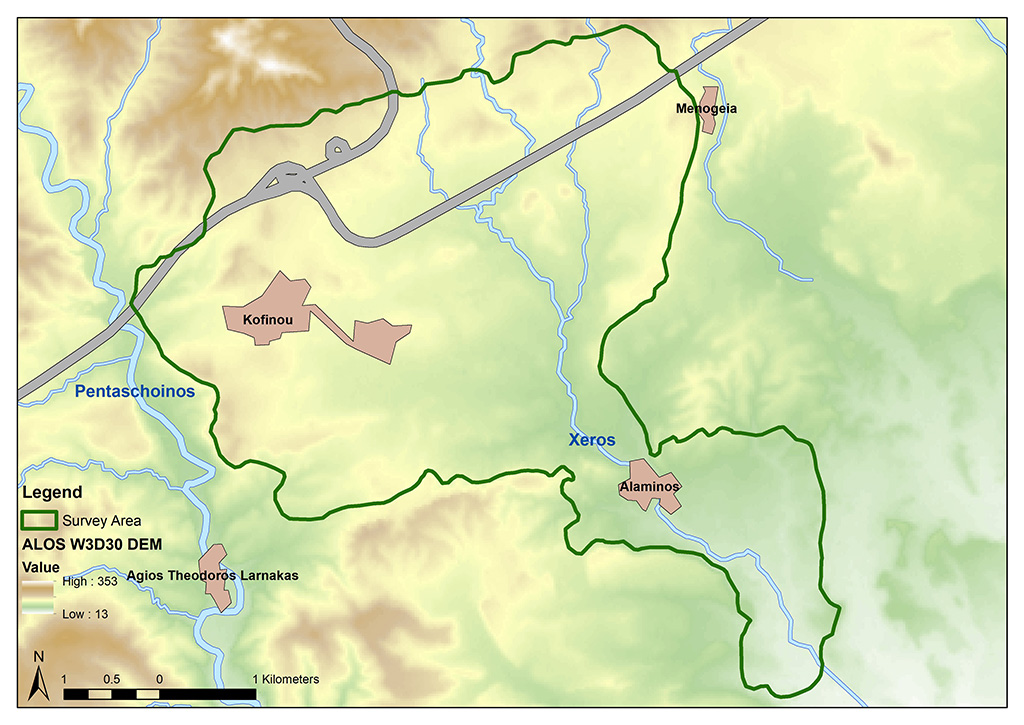 Menogeia
Kofinou
Pentaschoinos
Xeros
Alaminos
Legend
Survey Area
ALOS W3D30 DEM
Value
High : 353
Low : 13
Agios Theodoros Larnakas
N
1 0.5 0 1 Kilometers